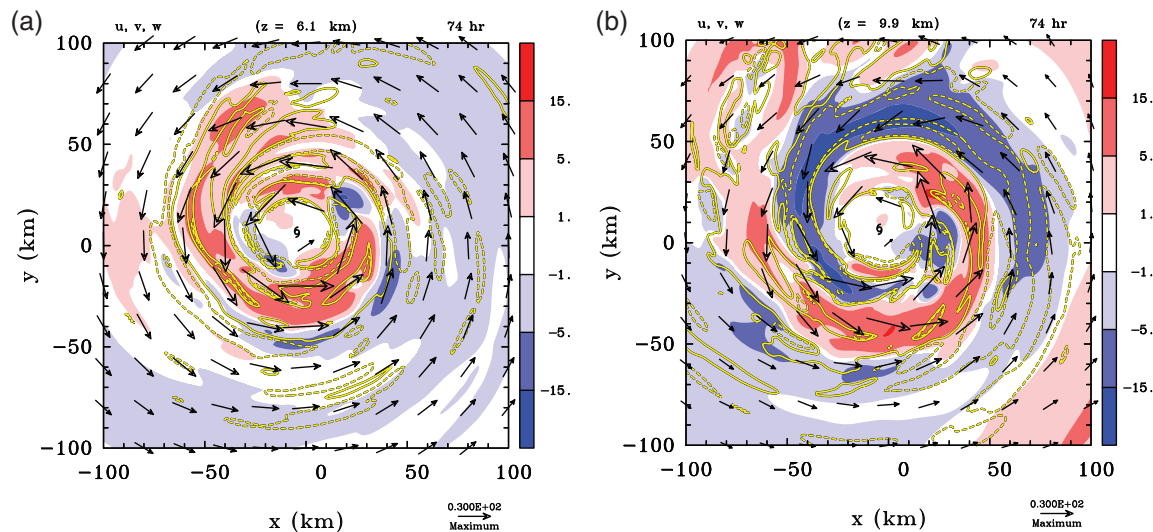 (a)
u, v, w (z = 6.1 km) 74 hr
100
50
0
-50
-100
y (km)
-100 -50 0 50 100
x (km)
15.
5.
1.
-1.
-5.
-15.
0.300E+02
Maximum
(b)
u, v, w (z = 9.9 km) 74 hr
100
50
0
-50
-100
y (km)
-100 -50 0 50 100
x (km)
15.
5.
1.
-1.
-5.
-15.
0.300E+02
Maximum